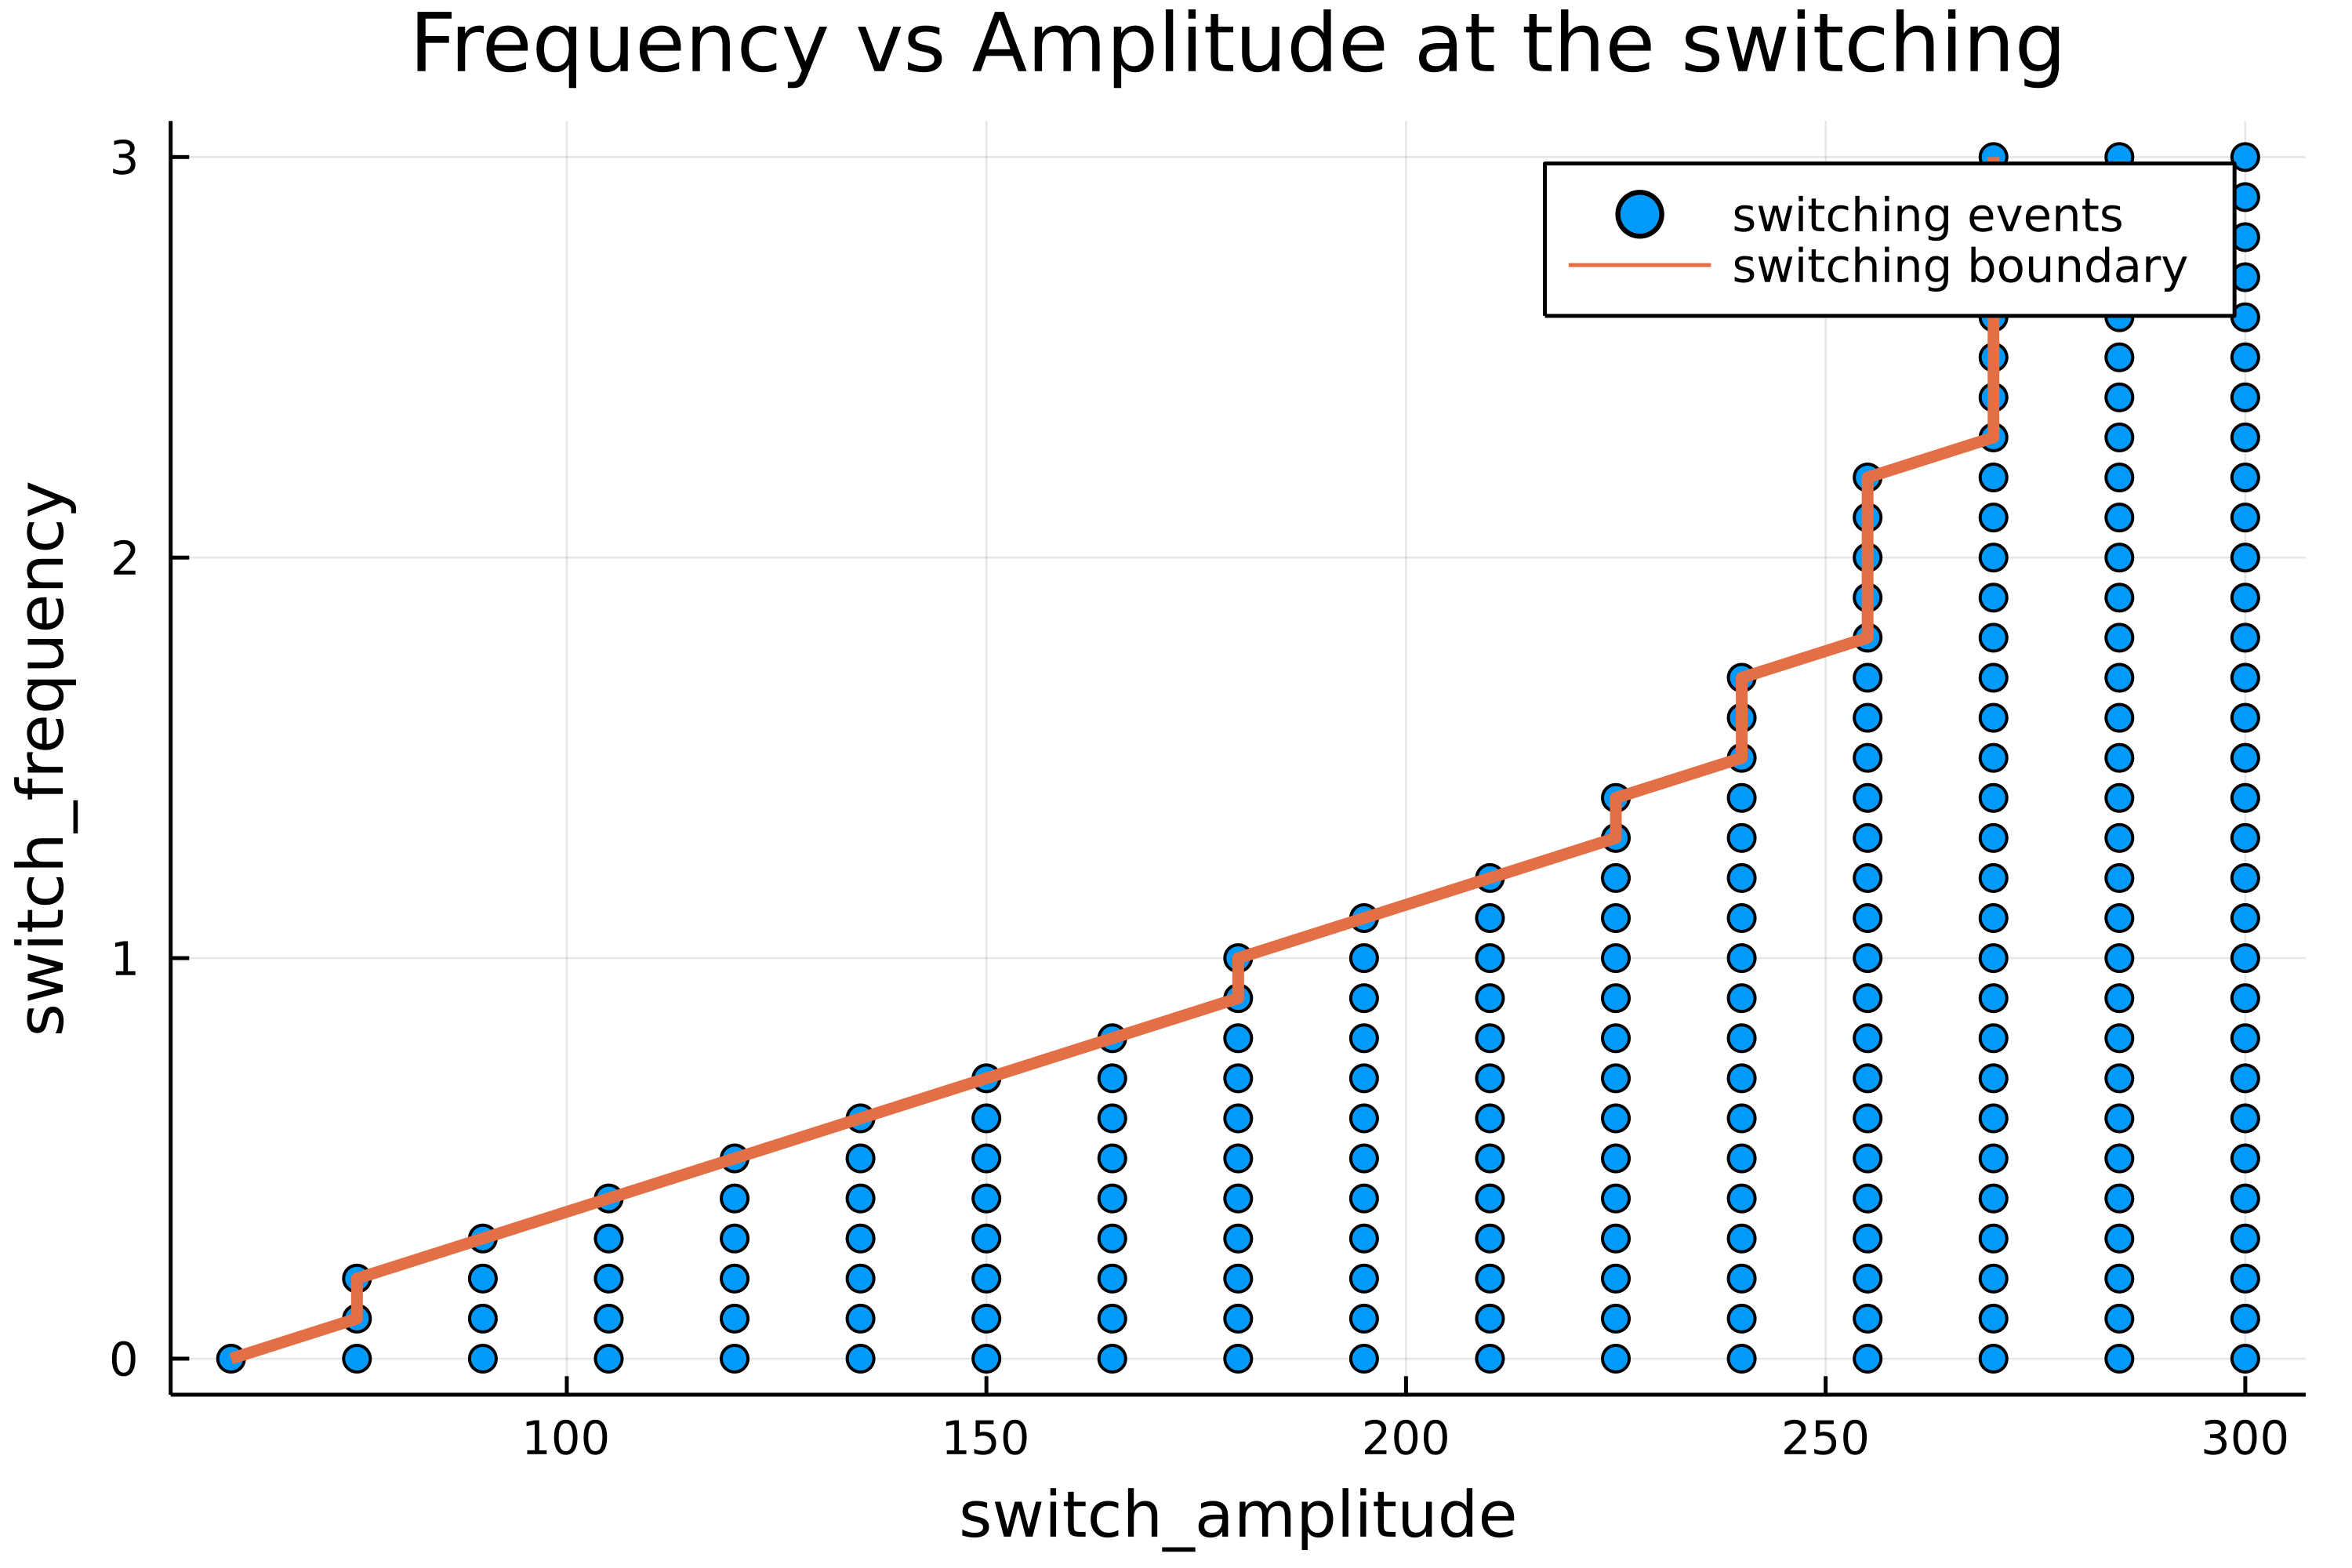 Frequency vs Amplitude at the switching
3
switching events
switching boundary
2
switch_frequency
1
0
100 150 200 250 300
switch_amplitude